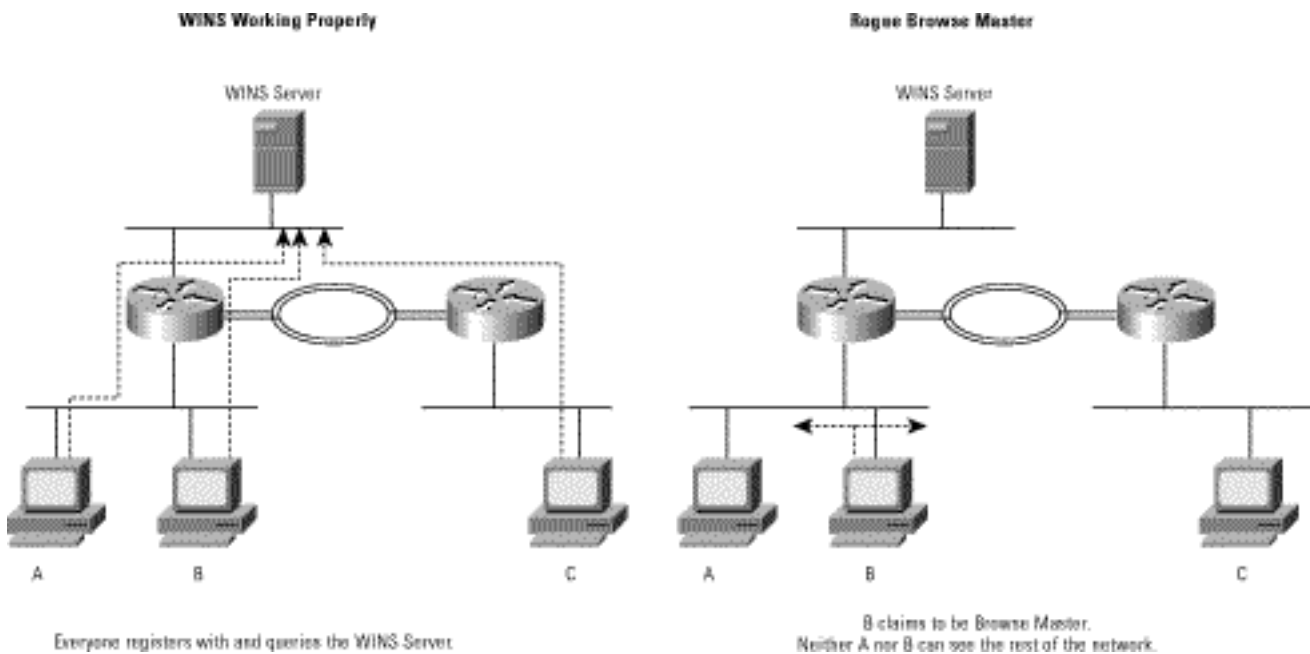 WINS Working Properly
WINS Server
A
B
C
Everyone registers with and queries the WINS Server.
Rogue Browse Master
WINS Server
A
B
C
B claims to be Browse Master.
Neither A nor B can see the rest of the network.